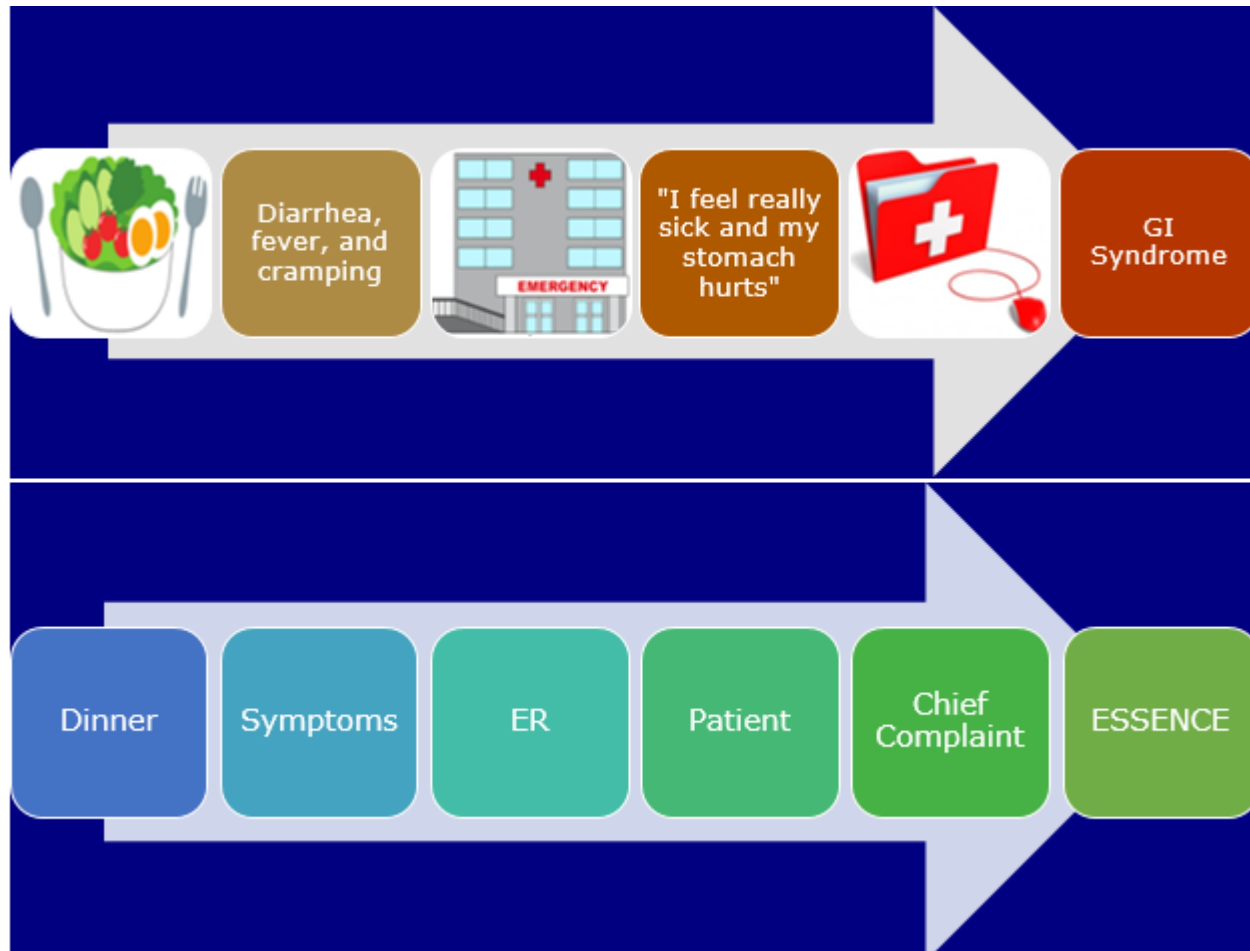 Diarrhea,
fever, and
cramping
EMERGENCY
"I feel really
sick and my
stomach
hurts"
GI
Syndrome
Dinner
Symptoms
ER
Patient
Chief
Complaint
ESSENCE